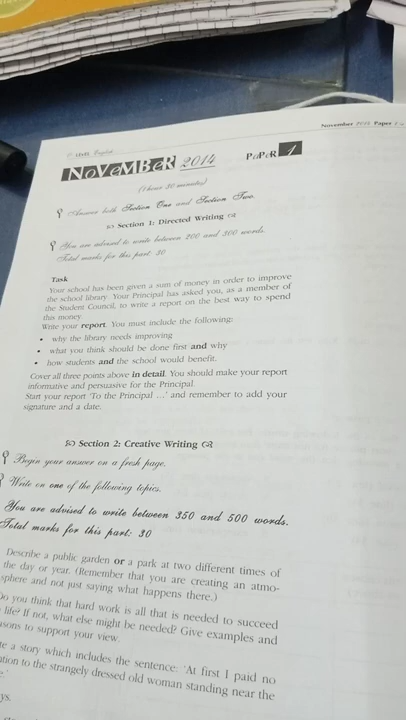 November Paper
NoVeMBeR 2014 PaPeR 1
(1 hour 30 minutes)
Answer both Section One and Section Two.
Section 1: Directed Writing
You are advised to write between 200 and 300 words.
Total marks for this part: 30
Task
Your school has been given a sum of money in order to improve
the school library. Your Principal has asked you, as a member of
the Student Council, to write a report on the best way to spend
this money.
Write your report. You must include the following:
• why the library needs improving
• what you think should be done first and why
• how students and the school would benefit.
Cover all three points above in detail. You should make your report
informative and persuasive for the Principal.
Start your report 'To the Principal ...' and remember to add your
signature and a date.
Section 2: Creative Writing
Begin your answer on a fresh page.
Write on one of the following topics.
You are advised to write between 350 and 500 words.
Total marks for this part: 30
Describe a public garden or a park at two different times of
the day or year. (Remember that you are creating an atmo-
sphere and not just saying what happens there.)
Do you think that hard work is all that is needed to succeed
life? If not, what else might be needed? Give examples and
sons to support your view.
te a story which includes the sentence: 'At first I paid no
ntion to the strangely dressed old woman standing near the
ys.